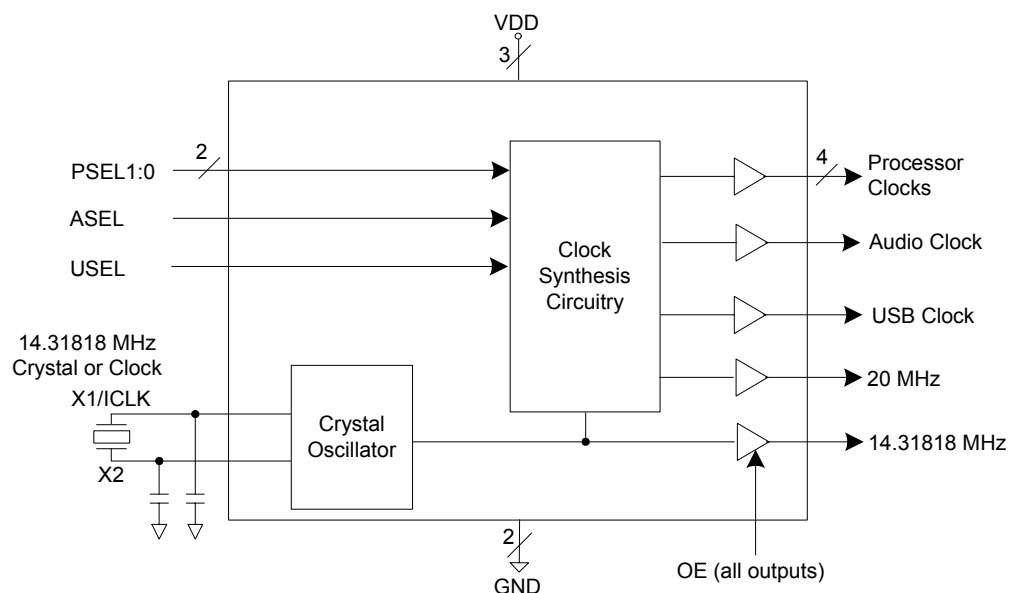 VDD
3
PSEL1:0
2
4
Processor
Clocks
ASEL
Audio Clock
USEL
Clock
Synthesis
Circuitry
USB Clock
14.31818 MHz
Crystal or Clock
X1/ICLK
20 MHz
Crystal
Oscillator
14.31818 MHz
X2
2
GND
OE (all outputs)